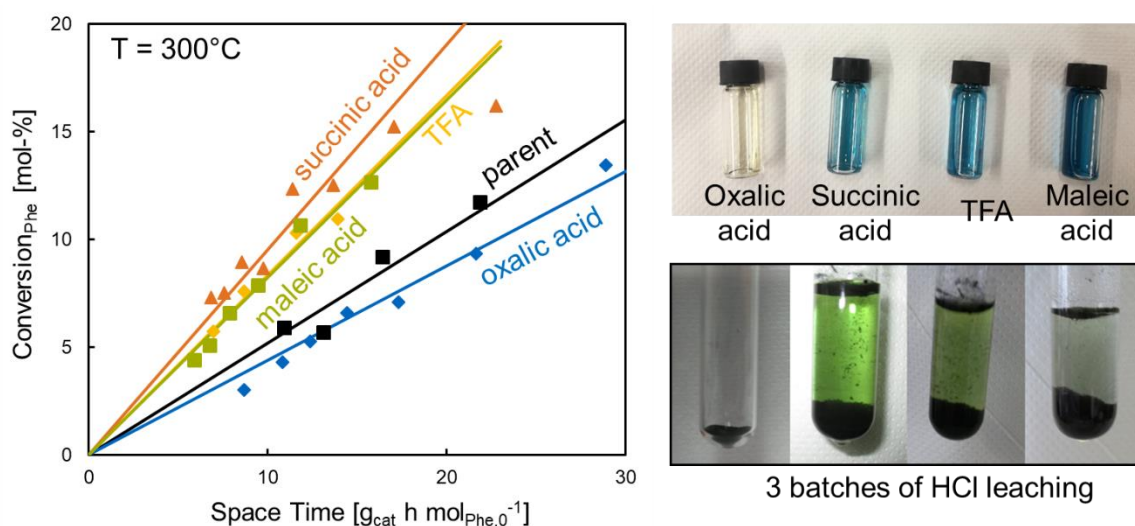 20
15
10
5
0
Conversion_Phe [mol-%]
T = 300°C
succinic acid
TFA
maleic acid
parent
oxalic acid
0 10 20 30
Space Time [g_cat h mol_Phe,0^-1]
Oxalic
acid
Succinic
acid
TFA
Maleic
acid
3 batches of HCl leaching